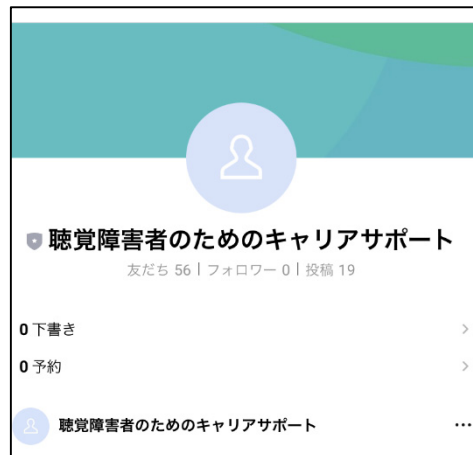 聴覚障害者のためのキャリアサポート
友だち 56 | フォロワー 0 | 投稿 19
0 下書き
0 予約
聴覚障害者のためのキャリアサポート